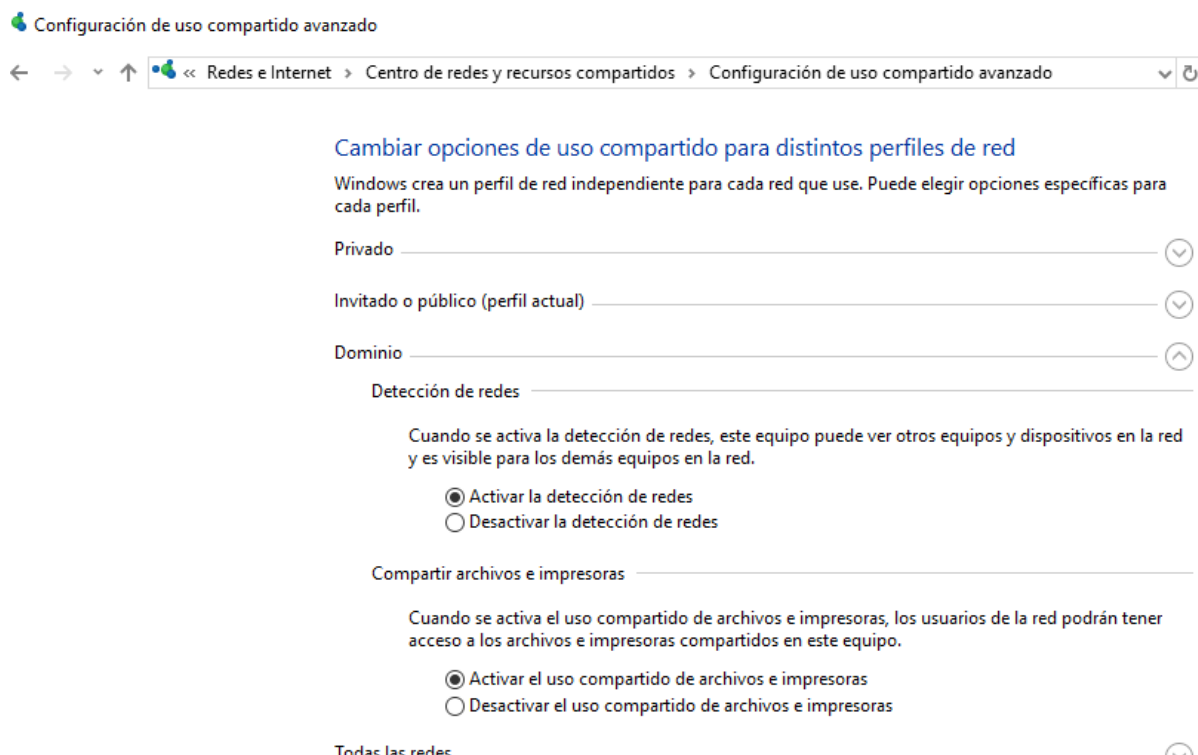 Configuración de uso compartido avanzado
« Redes e Internet > Centro de redes y recursos compartidos > Configuración de uso compartido avanzado
Cambiar opciones de uso compartido para distintos perfiles de red
Windows crea un perfil de red independiente para cada red que use. Puede elegir opciones específicas para
cada perfil.
Privado
Invitado o público (perfil actual)
Dominio
Detección de redes
Cuando se activa la detección de redes, este equipo puede ver otros equipos y dispositivos en la red
y es visible para los demás equipos en la red.
Activar la detección de redes
Desactivar la detección de redes
Compartir archivos e impresoras
Cuando se activa el uso compartido de archivos e impresoras, los usuarios de la red podrán tener
acceso a los archivos e impresoras compartidos en este equipo.
Activar el uso compartido de archivos e impresoras
Desactivar el uso compartido de archivos e impresoras
Todas las redes